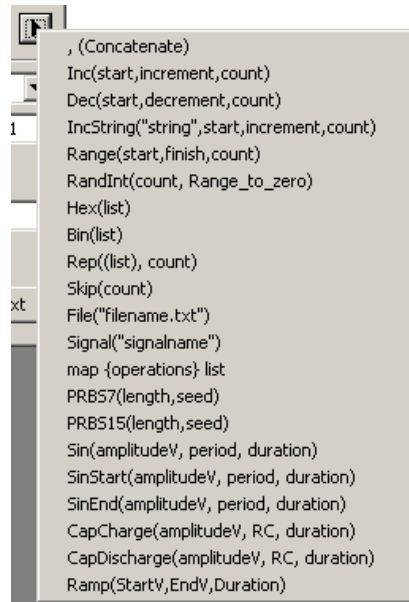 , (Concatenate)
Inc(start,increment,count)
Dec(start,decrement,count)
1
IncString("string",start,increment,count)
Range(start,finish,count)
RandInt(count, Range_to_zero)
Hex(list)
Bin(list)
Rep((list), count)
Skip(count)
xt
File("filename.txt")
Signal("signalname")
map {operations} list
PRBS7(length,seed)
PRBS15(length,seed)
Sin(amplitudeV, period, duration)
SinStart(amplitudeV, period, duration)
SinEnd(amplitudeV, period, duration)
CapCharge(amplitudeV, RC, duration)
CapDischarge(amplitudeV, RC, duration)
Ramp(StartV,EndV,Duration)